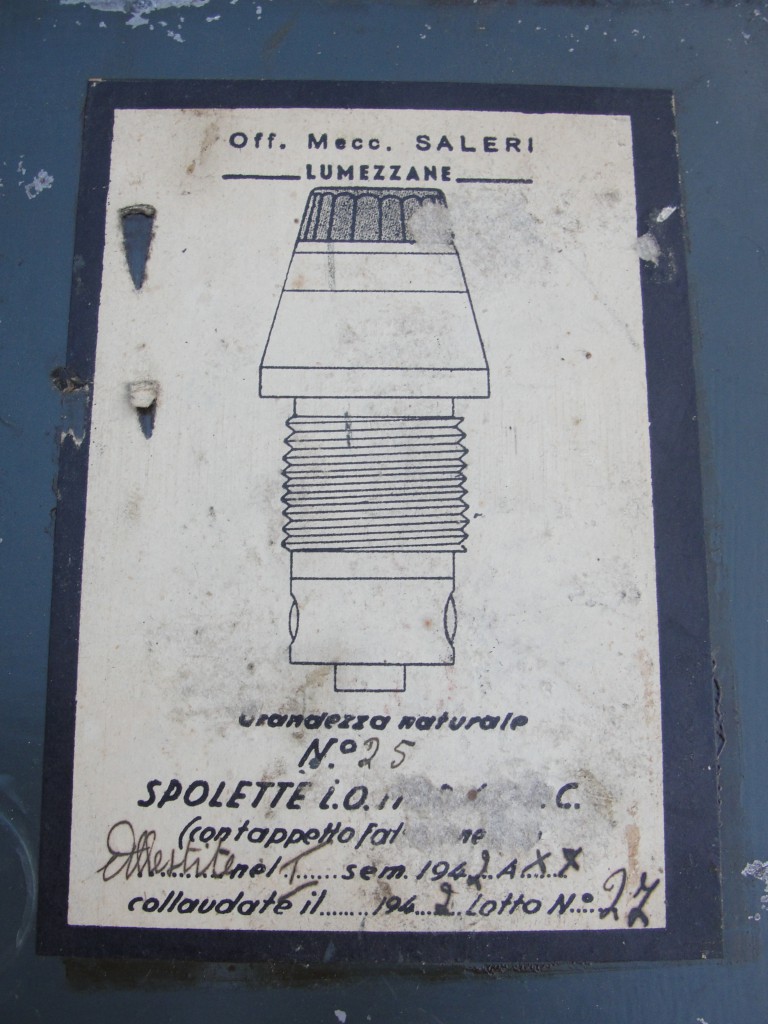 Off. Mecc. SALERI
LUMEZZANE
Grandezza naturale
N.º 25
SPOLETTE i.O. C.
(con tappetto
Allestite nel I sem. 1942 A XX
collaudate il 1942 Lotto N.º 27